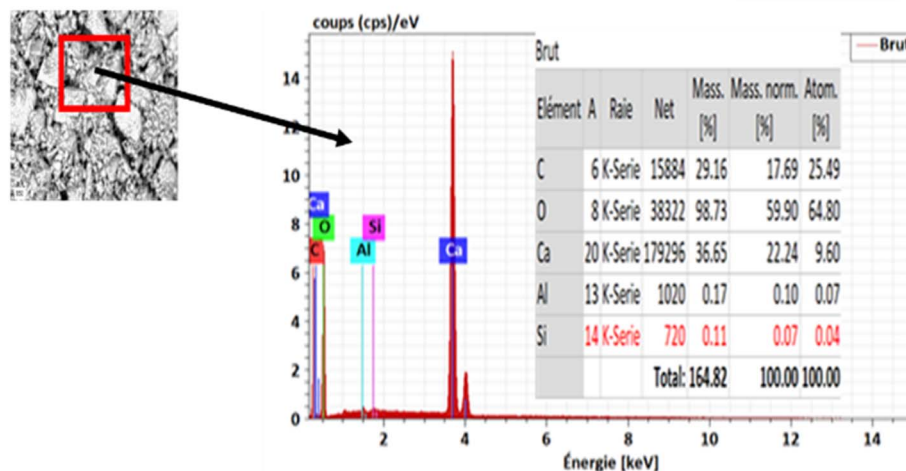 coups (cps)/eV
Brut
14
12
10
8
6
4
2
0
Ca
O
C
Si
Al
Ca
Brut
Elément A Raie Net Mass. [%] Mass. norm. [%] Atom. [%]
C 6 K-Serie 15884 29.16 17.69 25.49
O 8 K-Serie 38322 98.73 59.90 64.80
Ca 20 K-Serie 179296 36.65 22.24 9.60
Al 13 K-Serie 1020 0.17 0.10 0.07
Si 14 K-Serie 720 0.11 0.07 0.04
Total: 164.82 100.00 100.00
2 4 6 8 10 12 14
Énergie [keV]